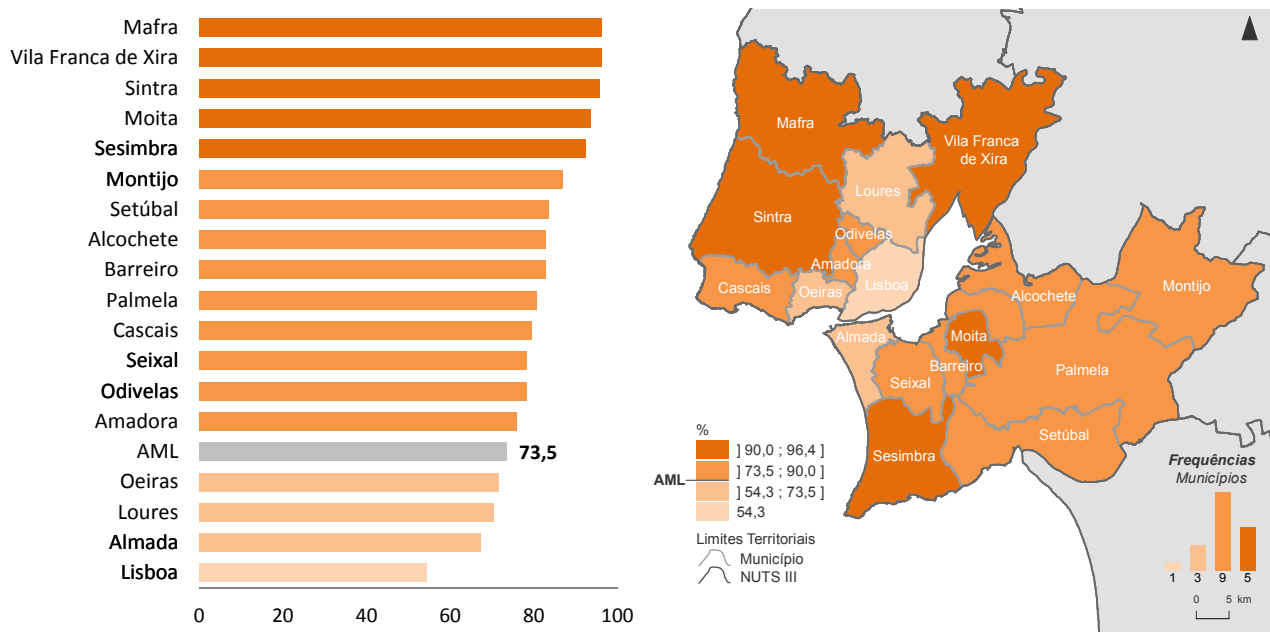 Mafra
Vila Franca de Xira
Sintra
Moita
Sesimbra
Montijo
Setúbal
Alcochete
Barreiro
Palmela
Cascais
Seixal
Odivelas
Amadora
AML
73,5
Oeiras
Loures
Almada
Lisboa
0 20 40 60 80 100
Mafra
Vila Franca
de Xira
Loures
Sintra
Odivelas
Amadora
Cascais
Oeiras
Lisboa
Alcochete
Montijo
Almada
Moita
Barreiro
Seixal
Palmela
Setúbal
Sesimbra
%
] 90,0 ; 96,4 ]
] 73,5 ; 90,0 ]
AML
] 54,3 ; 73,5 ]
54,3
Limites Territoriais
Município
NUTS III
Frequências
Municípios
1 3 9 5
0 5 km